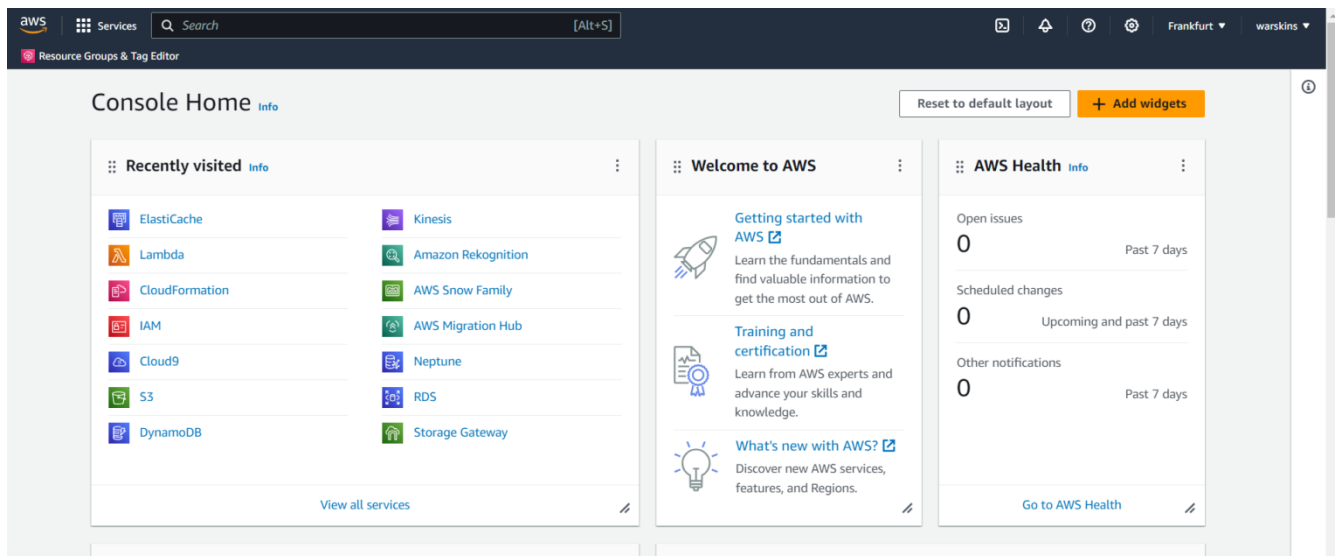 aws
Services
Search
[Alt+S]
Frankfurt
warskins
Resource Groups & Tag Editor
Console Home Info
Reset to default layout
Add widgets
Recently visited Info
ElastiCache
Lambda
CloudFormation
IAM
Cloud9
S3
DynamoDB
Kinesis
Amazon Rekognition
AWS Snow Family
AWS Migration Hub
Neptune
RDS
Storage Gateway
View all services
Welcome to AWS
Getting started with
AWS
Learn the fundamentals and
find valuable information to
get the most out of AWS.
Training and
certification
Learn from AWS experts and
advance your skills and
knowledge.
What's new with AWS?
Discover new AWS services,
features, and Regions.
AWS Health Info
Open issues
0
Past 7 days
Scheduled changes
0
Upcoming and past 7 days
Other notifications
0
Past 7 days
Go to AWS Health